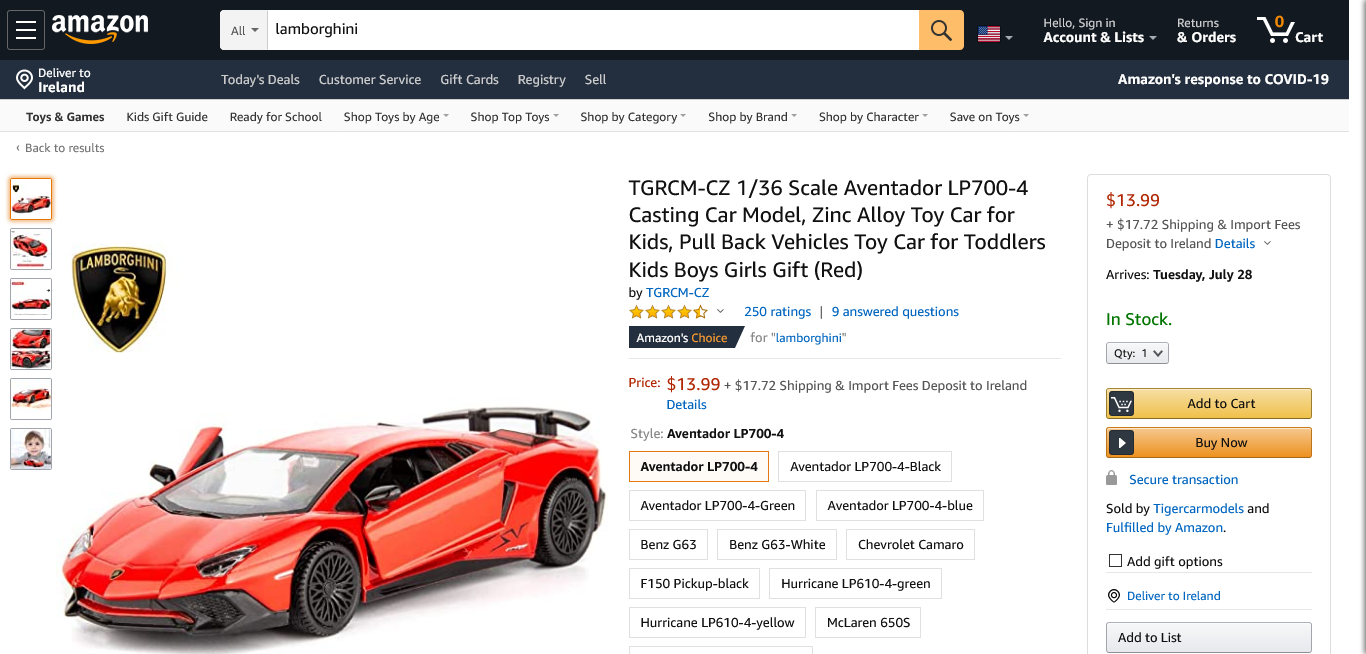 amazon
All
lamborghini
Hello, Sign in
Account & Lists
Returns
& Orders
0
Cart
Deliver to
Ireland
Today's Deals
Customer Service
Gift Cards
Registry
Sell
Amazon's response to COVID-19
Toys & Games
Kids Gift Guide
Ready for School
Shop Toys by Age
Shop Top Toys
Shop by Category
Shop by Brand
Shop by Character
Save on Toys
‹ Back to results
LAMBORGHINI
TGRCM-CZ 1/36 Scale Aventador LP700-4
Casting Car Model, Zinc Alloy Toy Car for
Kids, Pull Back Vehicles Toy Car for Toddlers
Kids Boys Girls Gift (Red)
by TGRCM-CZ
250 ratings | 9 answered questions
Amazon's Choice for "lamborghini"
Price: $13.99 + $17.72 Shipping & Import Fees Deposit to Ireland
Details
Style: Aventador LP700-4
Aventador LP700-4
Aventador LP700-4-Black
Aventador LP700-4-Green
Aventador LP700-4-blue
Benz G63
Benz G63-White
Chevrolet Camaro
F150 Pickup-black
Hurricane LP610-4-green
Hurricane LP610-4-yellow
McLaren 650S
$13.99
+ $17.72 Shipping & Import Fees
Deposit to Ireland Details
Arrives: Tuesday, July 28
In Stock.
Qty: 1
Add to Cart
Buy Now
Secure transaction
Sold by Tigercarmodels and
Fulfilled by Amazon.
Add gift options
Deliver to Ireland
Add to List